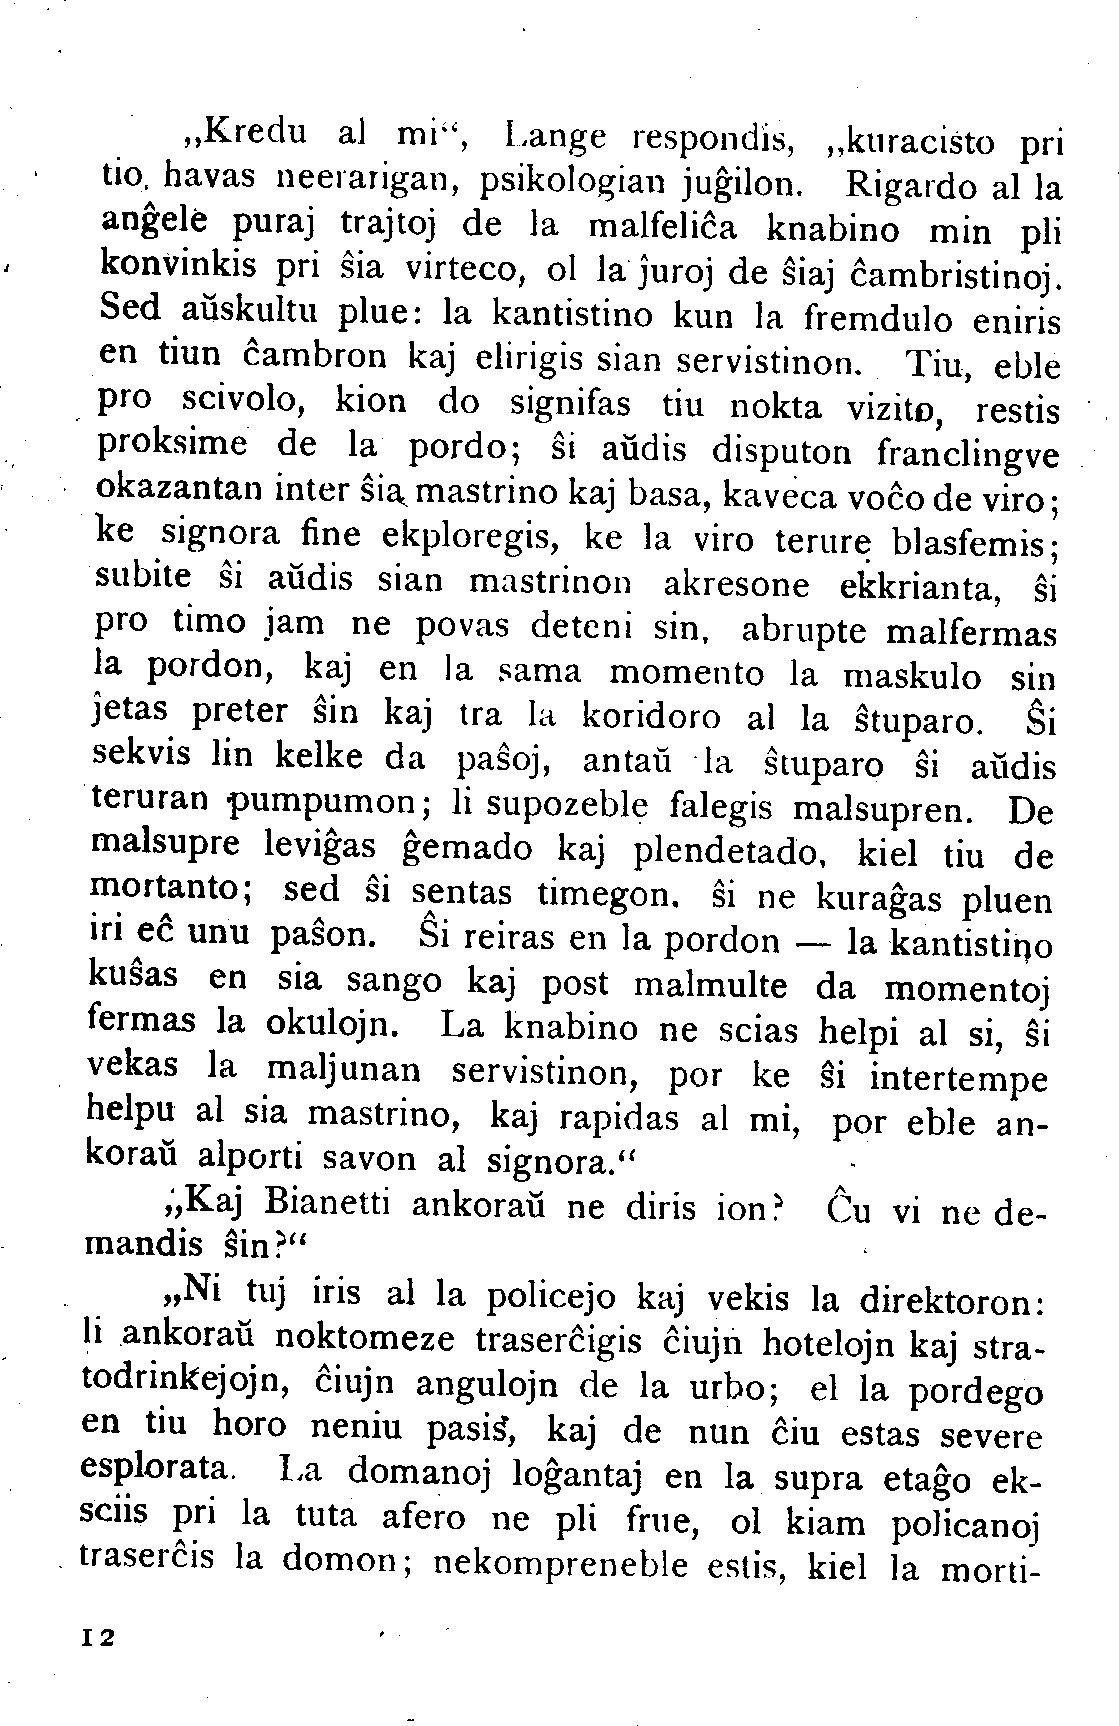 „Kredu al mi“, Lange respondis, „kuracisto pri
tio, havas neerarigan, psikologian juĝilon. Rigardo al la
anĝele puraj trajtoj de la malfeliĉa knabino min pli
konvinkis pri ŝia virteco, ol la ĵuroj de ŝiaj ĉambristinoj.
Sed aŭskultu plue: la kantistino kun la fremdulo eniris
en tiun ĉambron kaj elirigis sian servistinon. Tiu, eble
pro scivolo, kion do signifas tiu nokta vizito, restis
proksime de la pordo; ŝi aŭdis disputon franclingve
okazantan inter ŝia mastrino kaj basa, kaveca voĉo de viro;
ke signora fine ekploregis, ke la viro terure blasfemis;
subite ŝi aŭdis sian mastrinon akresone ekkrianta, ŝi
pro timo jam ne povas deteni sin, abrupte malfermas
la pordon, kaj en la sama momento la maskulo sin
ĵetas preter ŝin kaj tra la koridoro al la ŝtuparo. Ŝi
sekvis lin kelke da paŝoj, antaŭ la ŝtuparo ŝi aŭdis
teruran pumpumon; li supozeble falegis malsupren. De
malsupre leviĝas ĝemado kaj plendetado, kiel tiu de
mortanto; sed ŝi sentas timegon, ŝi ne kuraĝas pluen
iri eĉ unu paŝon. Ŝi reiras en la pordon — la kantistino
kuŝas en sia sango kaj post malmulte da momentoj
fermas la okulojn. La knabino ne scias helpi al si, ŝi
vekas la maljunan servistinon, por ke ŝi intertempe
helpu al sia mastrino, kaj rapidas al mi, por eble an-
koraŭ alporti savon al signora.“
„Kaj Bianetti ankoraŭ ne diris ion? Ĉu vi ne de-
mandis ŝin?“
„Ni tuj iris al la policejo kaj vekis la direktoron:
li ankoraŭ noktomeze traserĉigis ĉiujn hotelojn kaj stra-
todrinkejojn, ĉiujn angulojn de la urbo; el la pordego
en tiu horo neniu pasis, kaj de nun ĉiu estas severe
esplorata. La domanoj loĝantaj en la supra etaĝo ek-
sciis pri la tuta afero ne pli frue, ol kiam policanoj
traserĉis la domon; nekompreneble estis, kiel la morti-
12